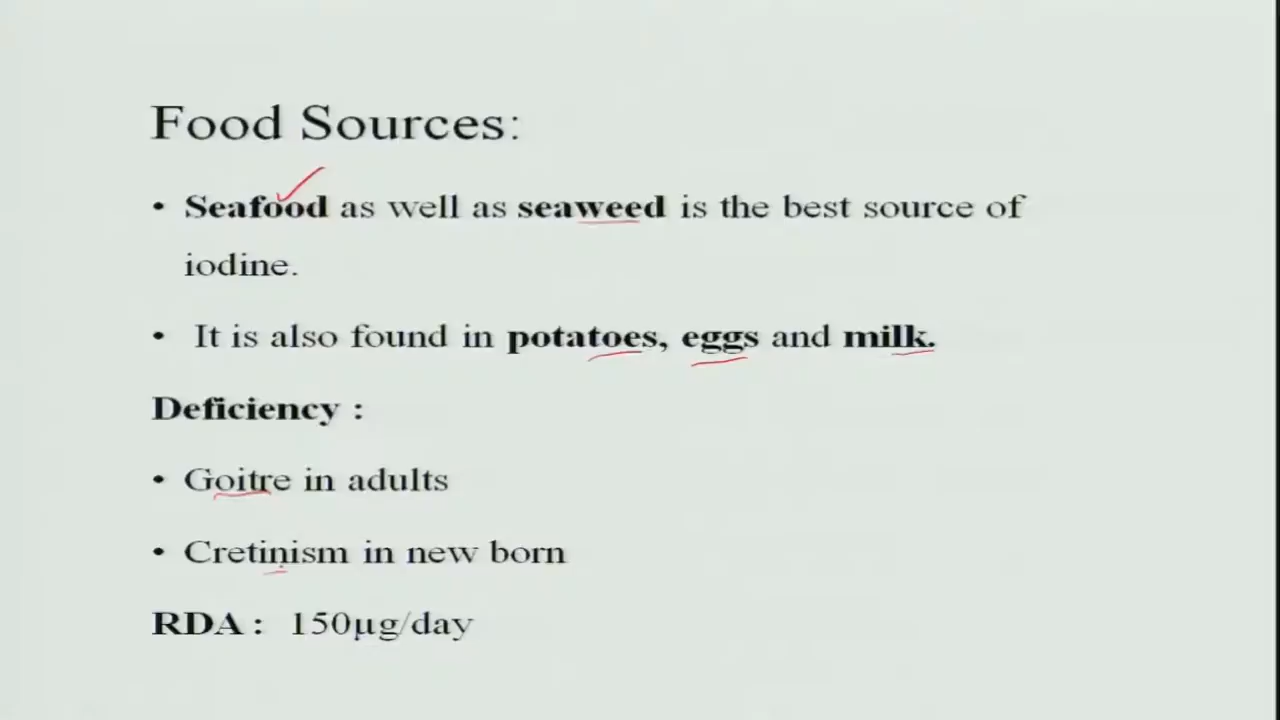 Food Sources:
• Seafood as well as seaweed is the best source of
iodine.
• It is also found in potatoes, eggs and milk.
Deficiency :
• Goitre in adults
• Cretinism in new born
RDA : 150µg/day